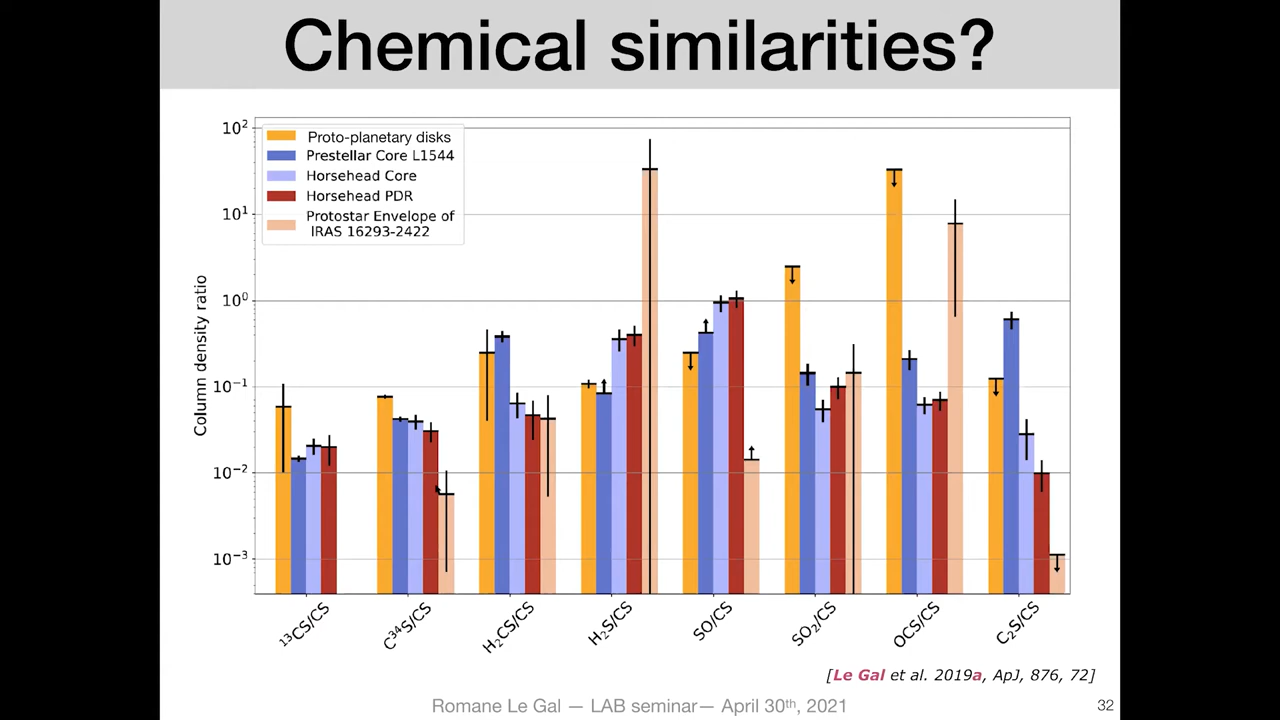 Chemical similarities?
Proto-planetary disks
Prestellar Core L1544
Horsehead Core
Horsehead PDR
Protostar Envelope of
IRAS 16293-2422
Column density ratio
10²
10¹
10⁰
10⁻¹
10⁻²
10⁻³
¹³CS/CS
C³⁴S/CS
H₂CS/CS
H₂S/CS
SO/CS
SO₂/CS
OCS/CS
C₂S/CS
[Le Gal et al. 2019a, ApJ, 876, 72]
Romane Le Gal — LAB seminar— April 30th, 2021
32